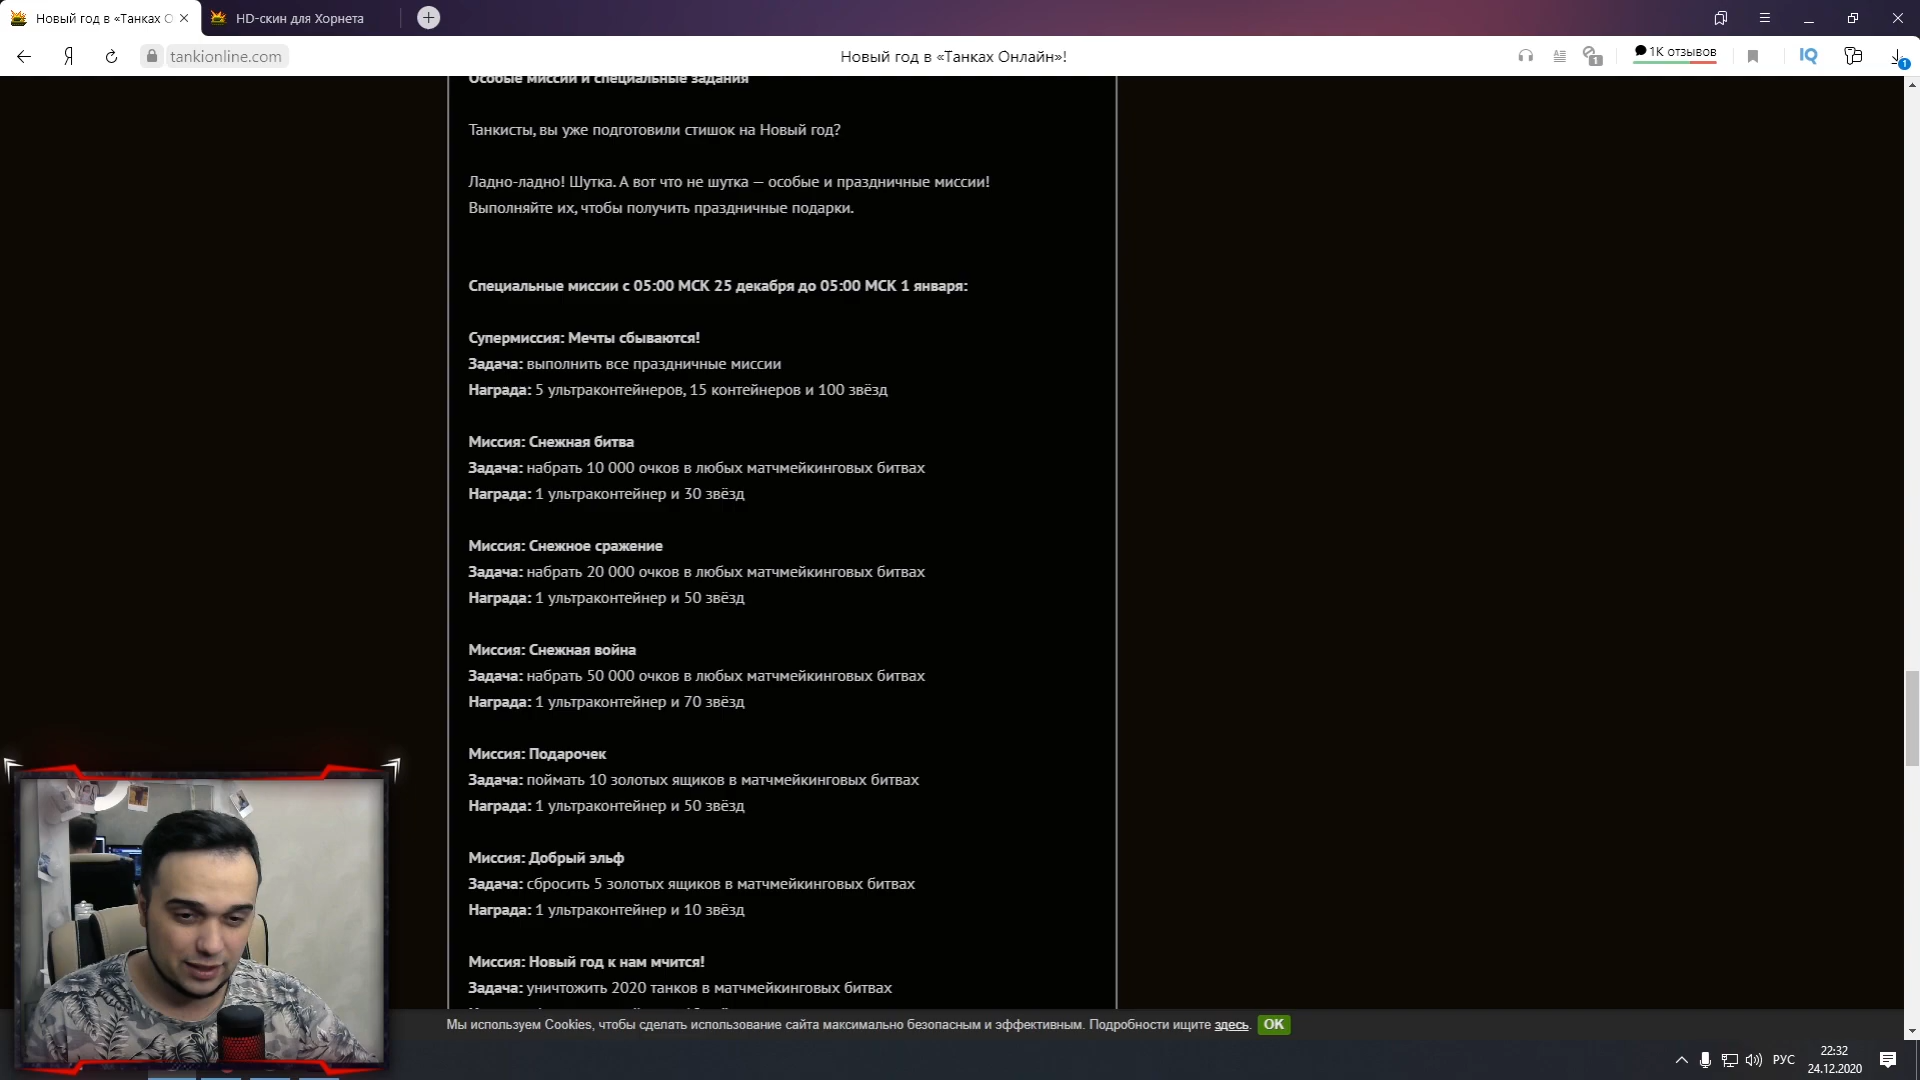 Новый год в «Танках О
HD-скин для Хорнета
tankionline.com
Новый год в «Танках Онлайн»!
1
1К отзывов
IQ
1
Особые миссии и специальные задания
Танкисты, вы уже подготовили стишок на Новый год?
Ладно-ладно! Шутка. А вот что не шутка — особые и праздничные миссии!
Выполняйте их, чтобы получить праздничные подарки.
Специальные миссии с 05:00 МСК 25 декабря до 05:00 МСК 1 января:
Супермиссия: Мечты сбываются!
Задача: выполнить все праздничные миссии
Награда: 5 ультраконтейнеров, 15 контейнеров и 100 звёзд
Миссия: Снежная битва
Задача: набрать 10 000 очков в любых матчмейкинговых битвах
Награда: 1 ультраконтейнер и 30 звёзд
Миссия: Снежное сражение
Задача: набрать 20 000 очков в любых матчмейкинговых битвах
Награда: 1 ультраконтейнер и 50 звёзд
Миссия: Снежная война
Задача: набрать 50 000 очков в любых матчмейкинговых битвах
Награда: 1 ультраконтейнер и 70 звёзд
Миссия: Подарочек
Задача: поймать 10 золотых ящиков в матчмейкинговых битвах
Награда: 1 ультраконтейнер и 50 звёзд
Миссия: Добрый эльф
Задача: сбросить 5 золотых ящиков в матчмейкинговых битвах
Награда: 1 ультраконтейнер и 10 звёзд
Миссия: Новый год к нам мчится!
Задача: уничтожить 2020 танков в матчмейкинговых битвах
Мы используем Cookies, чтобы сделать использование сайта максимально безопасным и эффективным. Подробности ищите здесь. OK
РУС
22:32
24.12.2020